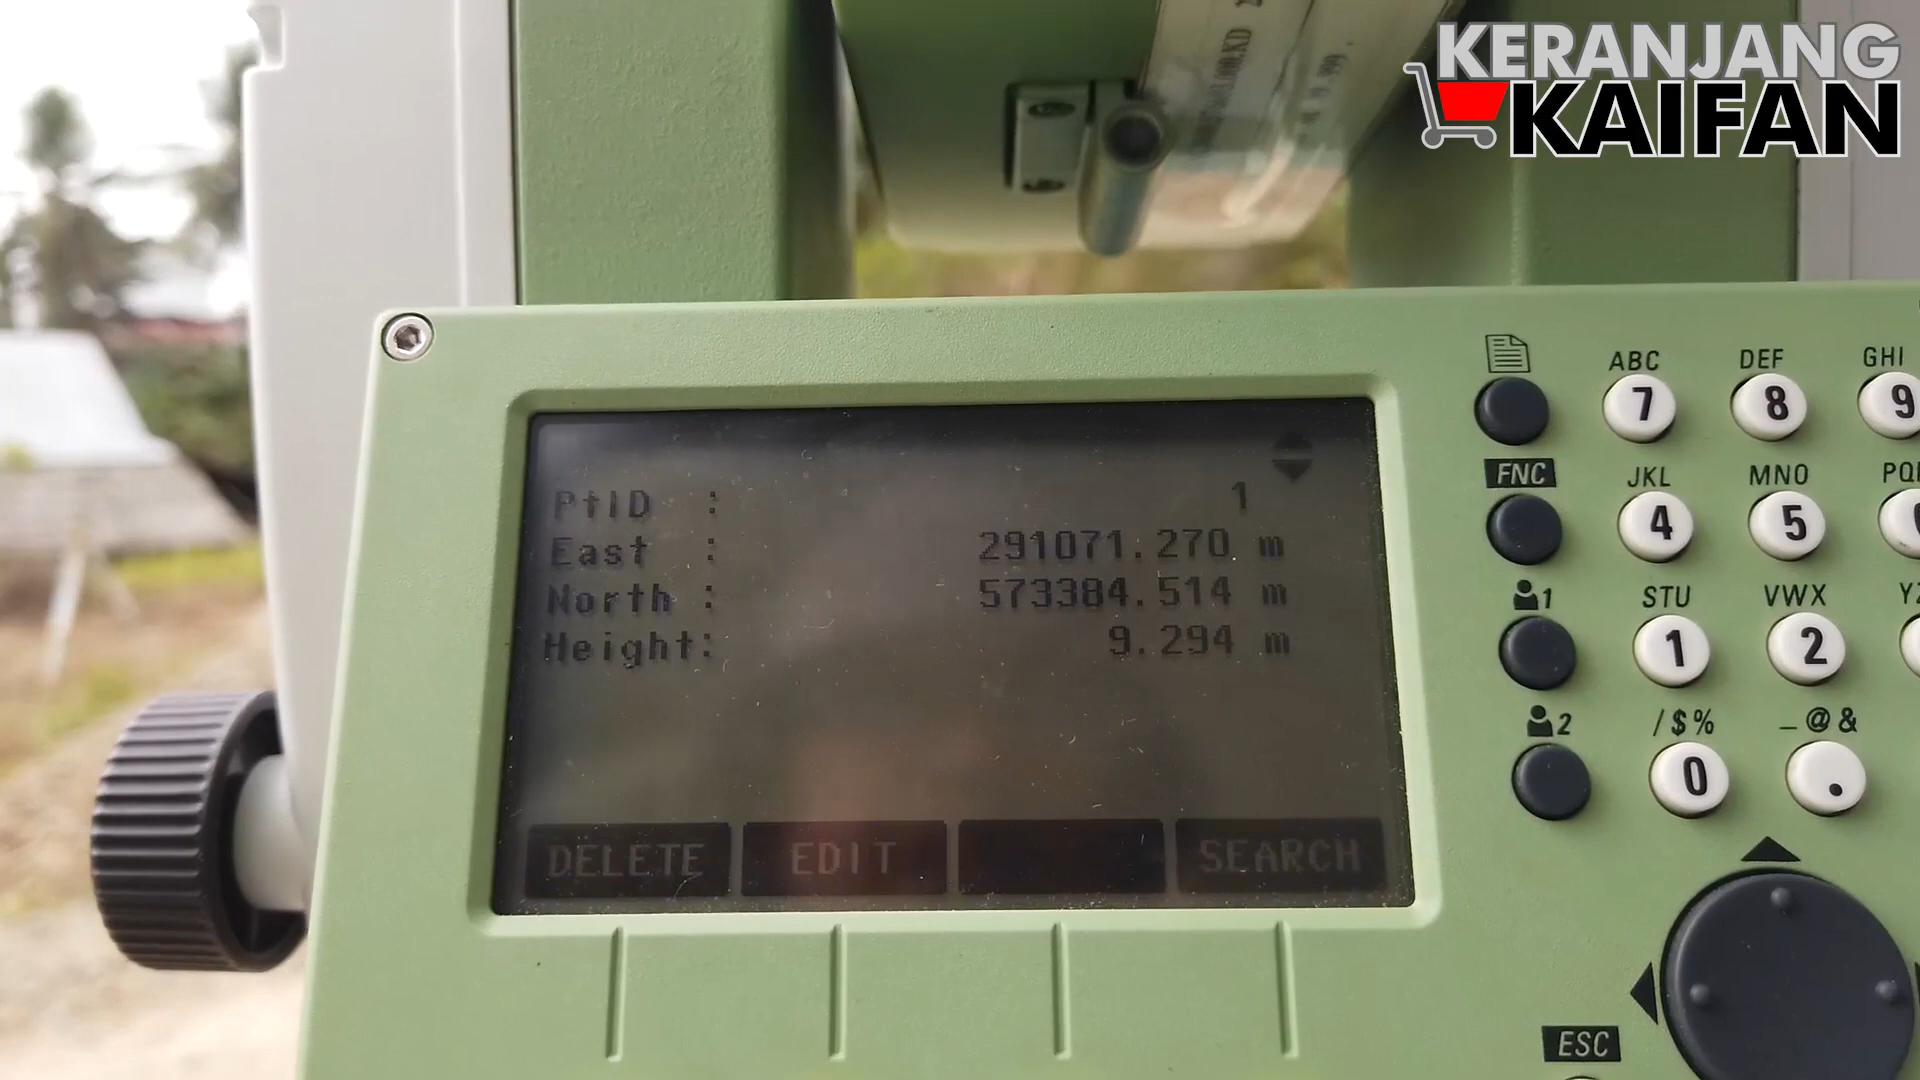 KERANJANG
KAIFAN
PtID : 1
East : 291071.270 m
North : 573384.514 m
Height: 9.294 m
DELETE EDIT SEARCH
ABC DEF GHI
7 8 9
FNC JKL MNO
4 5
1 STU VWX
1 2
2 /$% _@&
0 .
ESC